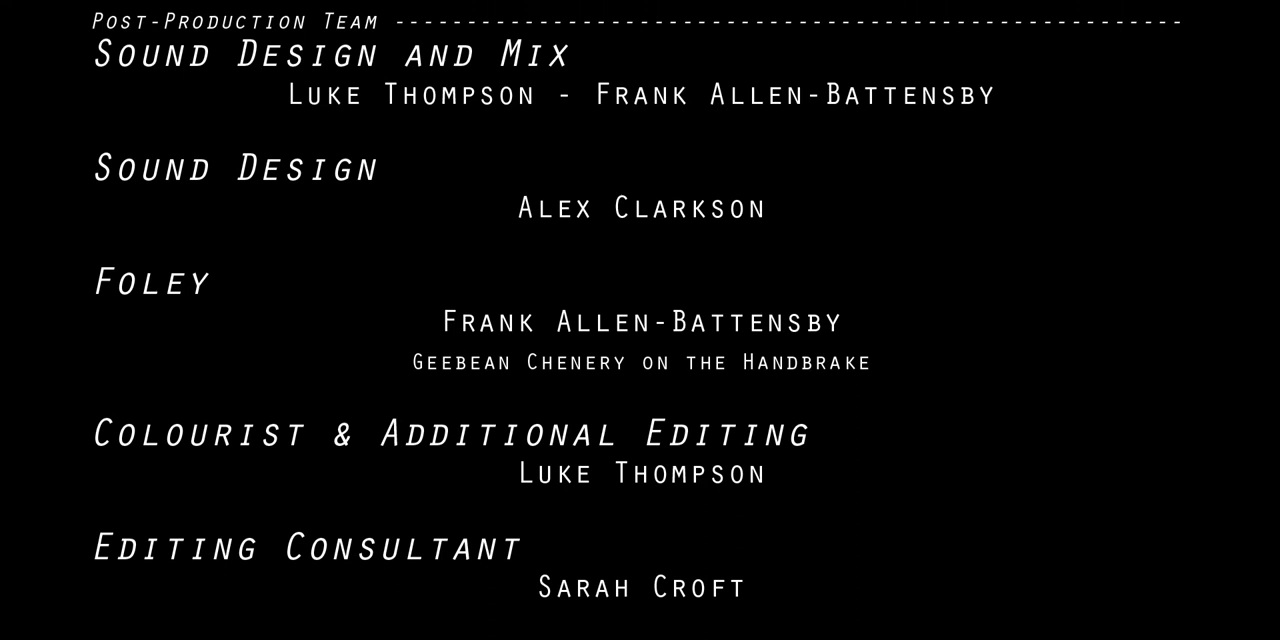 Post-Production Team -------------------------------------------------------
Sound Design and Mix
Luke Thompson - Frank Allen-Battensby
Sound Design
Alex Clarkson
Foley
Frank Allen-Battensby
Geebean Chenery on the Handbrake
Colourist & Additional Editing
Luke Thompson
Editing Consultant
Sarah Croft